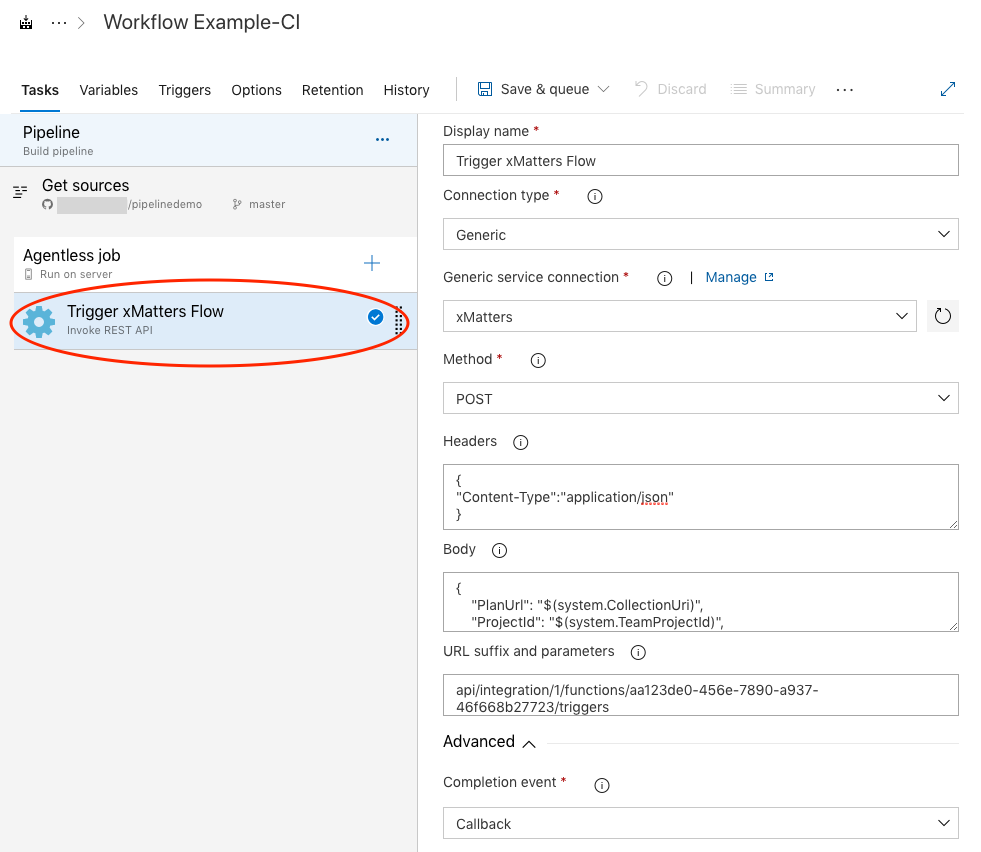 Workflow Example-CI
Tasks Variables Triggers Options Retention History Save & queue Discard Summary
Pipeline
Build pipeline
Get sources
/pipelinedemo master
Agentless job
Run on server
Trigger xMatters Flow
Invoke REST API
Display name *
Trigger xMatters Flow
Connection type *
Generic
Generic service connection * | Manage
xMatters
Method *
POST
Headers
{
"Content-Type":"application/json"
}
Body
{
"PlanUrl": "$(system.CollectionUri)",
"ProjectId": "$(system.TeamProjectId)",
URL suffix and parameters
api/integration/1/functions/aa123de0-456e-7890-a937-
46f668b27723/triggers
Advanced
Completion event *
Callback